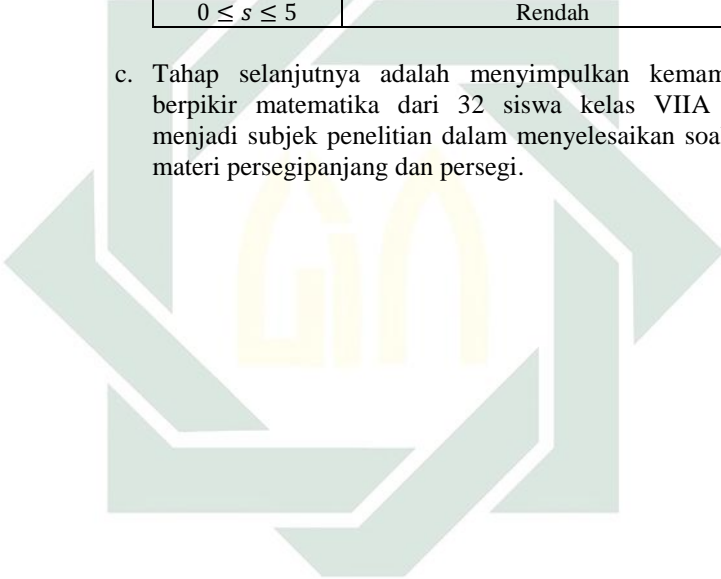 0 ≤ 𝑠 ≤ 5 Rendah
c. Tahap selanjutnya adalah menyimpulkan kemam
berpikir matematika dari 32 siswa kelas VIIA
menjadi subjek penelitian dalam menyelesaikan soa
materi persegipanjang dan persegi.